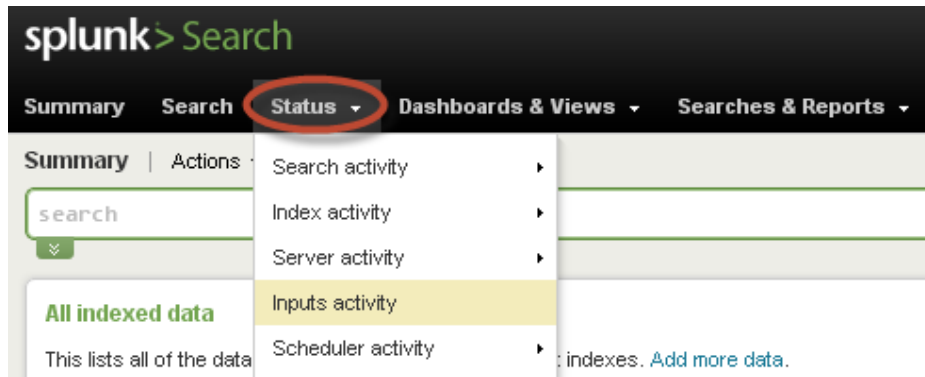 splunk> Search
Summary Search Status Dashboards & Views Searches & Reports
Summary | Actions
Search activity
search
Index activity
Server activity
Inputs activity
All indexed data
Scheduler activity
This lists all of the data indexes. Add more data.